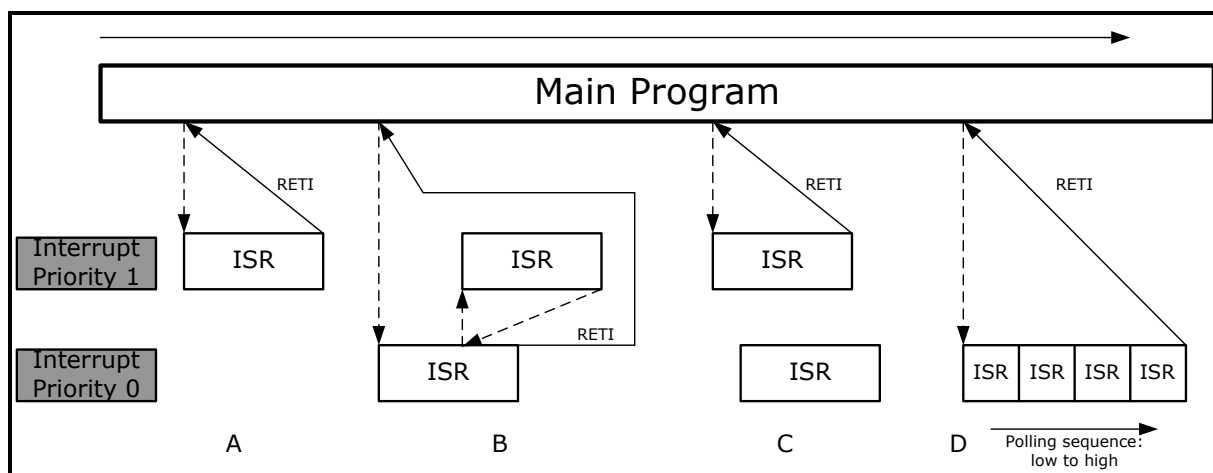 Main Program
RETI
RETI
RETI
Interrupt
Priority 1
ISR
ISR
ISR
RETI
Interrupt
Priority 0
ISR
ISR
ISR
ISR
ISR
ISR
A
B
C
D
Polling sequence:
low to high